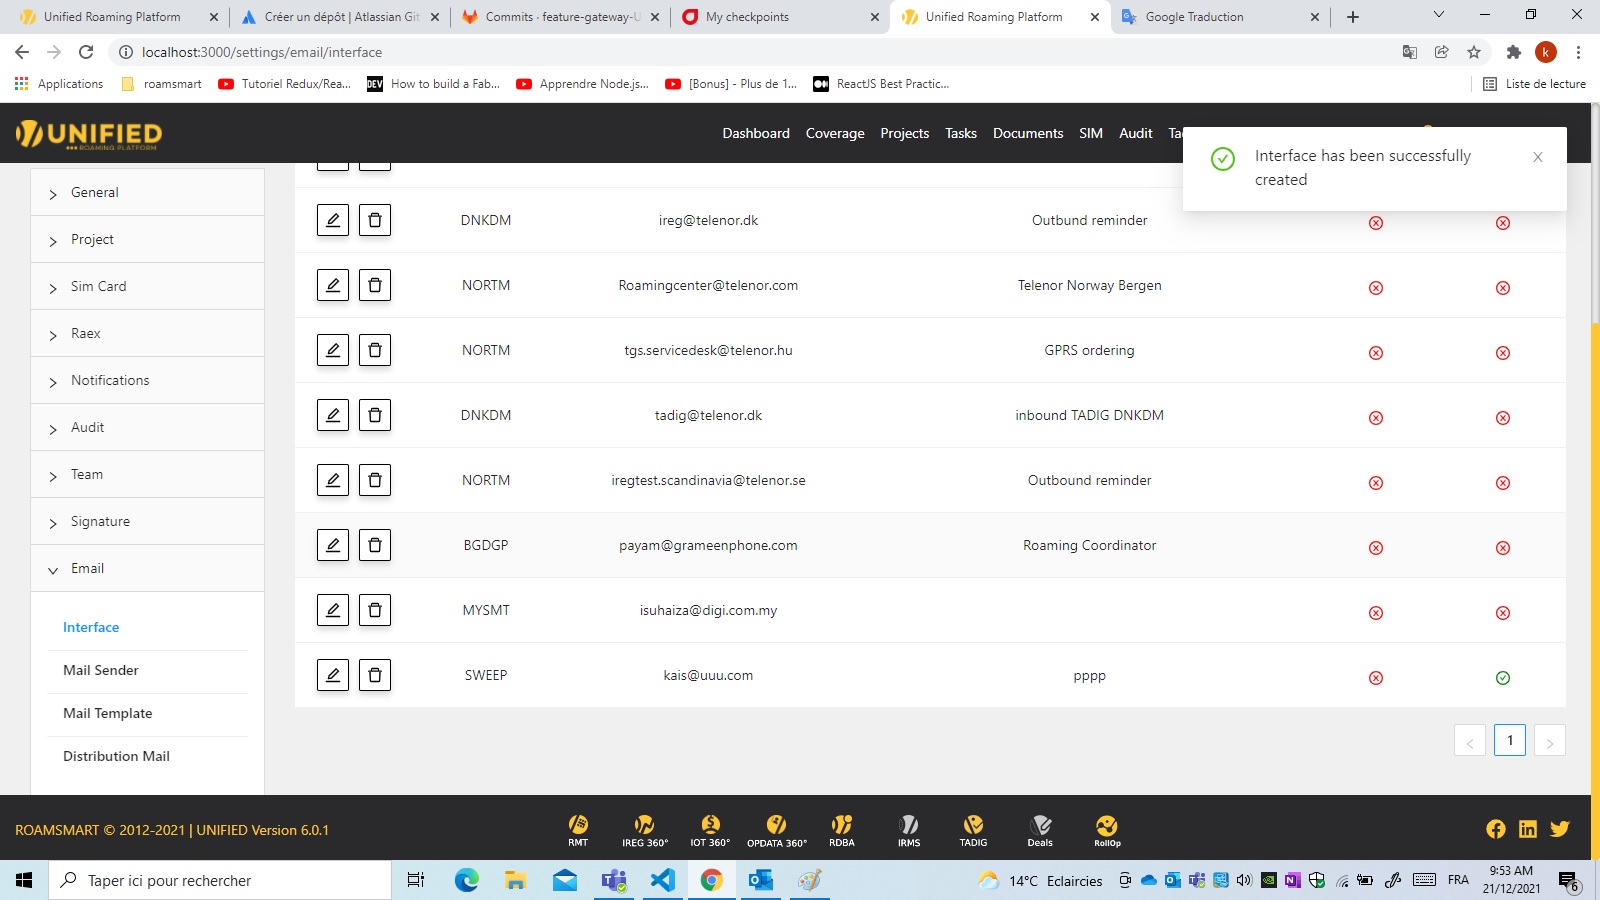 Unified Roaming Platform
Créer un dépôt | Atlassian Git
Commits · feature-gateway-U
My checkpoints
Unified Roaming Platform
Google Traduction
localhost:3000/settings/email/interface
k
Applications
roamsmart
Tutoriel Redux/Rea...
DEV
How to build a Fab...
Apprendre Node.js...
[Bonus] - Plus de 1...
ReactJS Best Practic...
Liste de lecture
UNIFIED
ROAMING PLATFORM
Dashboard
Coverage
Projects
Tasks
Documents
SIM
Audit
Interface has been successfully
created
General
Project
Sim Card
Raex
Notifications
Audit
Team
Signature
Email
Interface
Mail Sender
Mail Template
Distribution Mail
DNKDM ireg@telenor.dk Outbund reminder
NORTM Roamingcenter@telenor.com Telenor Norway Bergen
NORTM tgs.servicedesk@telenor.hu GPRS ordering
DNKDM tadig@telenor.dk inbound TADIG DNKDM
NORTM iregtest.scandinavia@telenor.se Outbound reminder
BGDGP payam@grameenphone.com Roaming Coordinator
MYSMT isuhaiza@digi.com.my
SWEEP kais@uuu.com pppp
< 1 >
ROAMSMART © 2012-2021 | UNIFIED Version 6.0.1
RMT
IREG 360°
IOT 360°
OPDATA 360°
RDBA
IRMS
TADIG
Deals
RollOp
Taper ici pour rechercher
14°C Eclaircies
FRA
9:53 AM
21/12/2021
6